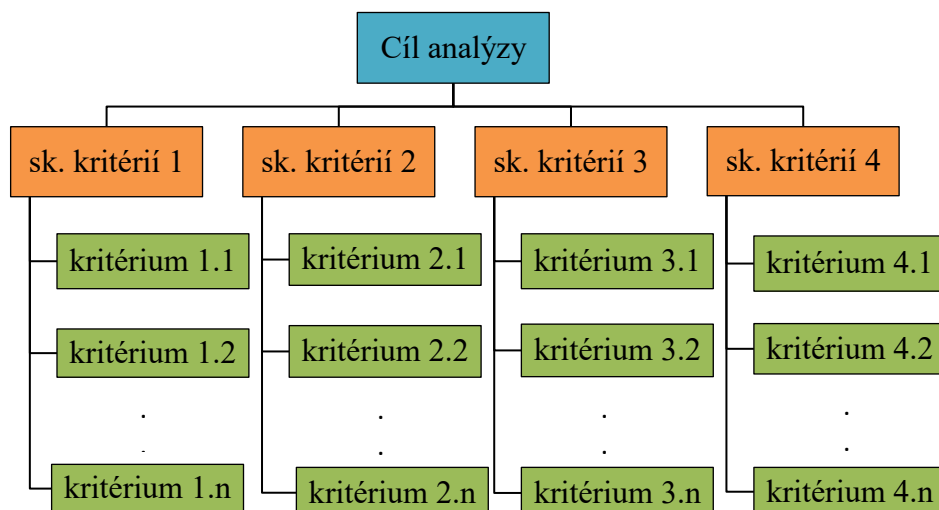 Cíl analýzy
sk. kritérií 1
sk. kritérií 2
sk. kritérií 3
sk. kritérií 4
kritérium 1.1
kritérium 2.1
kritérium 3.1
kritérium 4.1
kritérium 1.2
kritérium 2.2
kritérium 3.2
kritérium 4.2
. . . .
. . . .
kritérium 1.n
kritérium 2.n
kritérium 3.n
kritérium 4.n